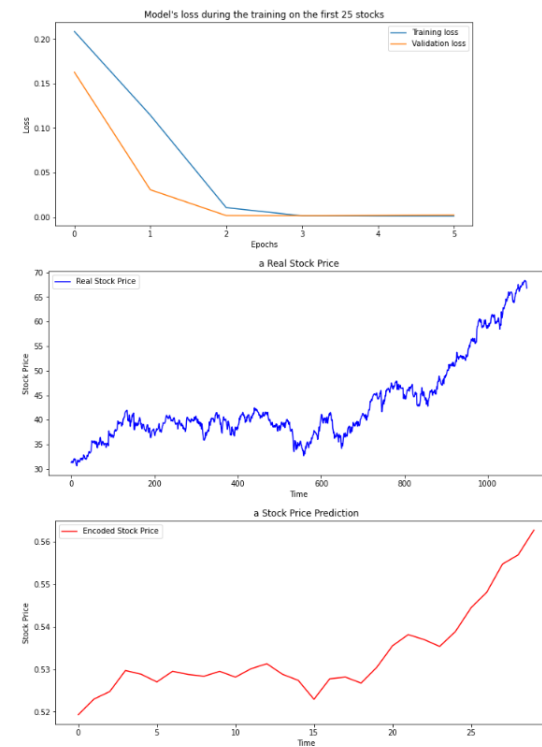 Model's loss during the training on the first 25 stocks
Training loss
Validation loss
0.20
0.15
0.10
0.05
0.00
Loss
0 1 2 3 4 5
Epochs
a Real Stock Price
Real Stock Price
70
65
60
55
50
45
40
35
30
Stock Price
0 200 400 600 800 1000
Time
a Stock Price Prediction
Encoded Stock Price
0.56
0.55
0.54
0.53
0.52
Stock Price
0 5 10 15 20 25
Time